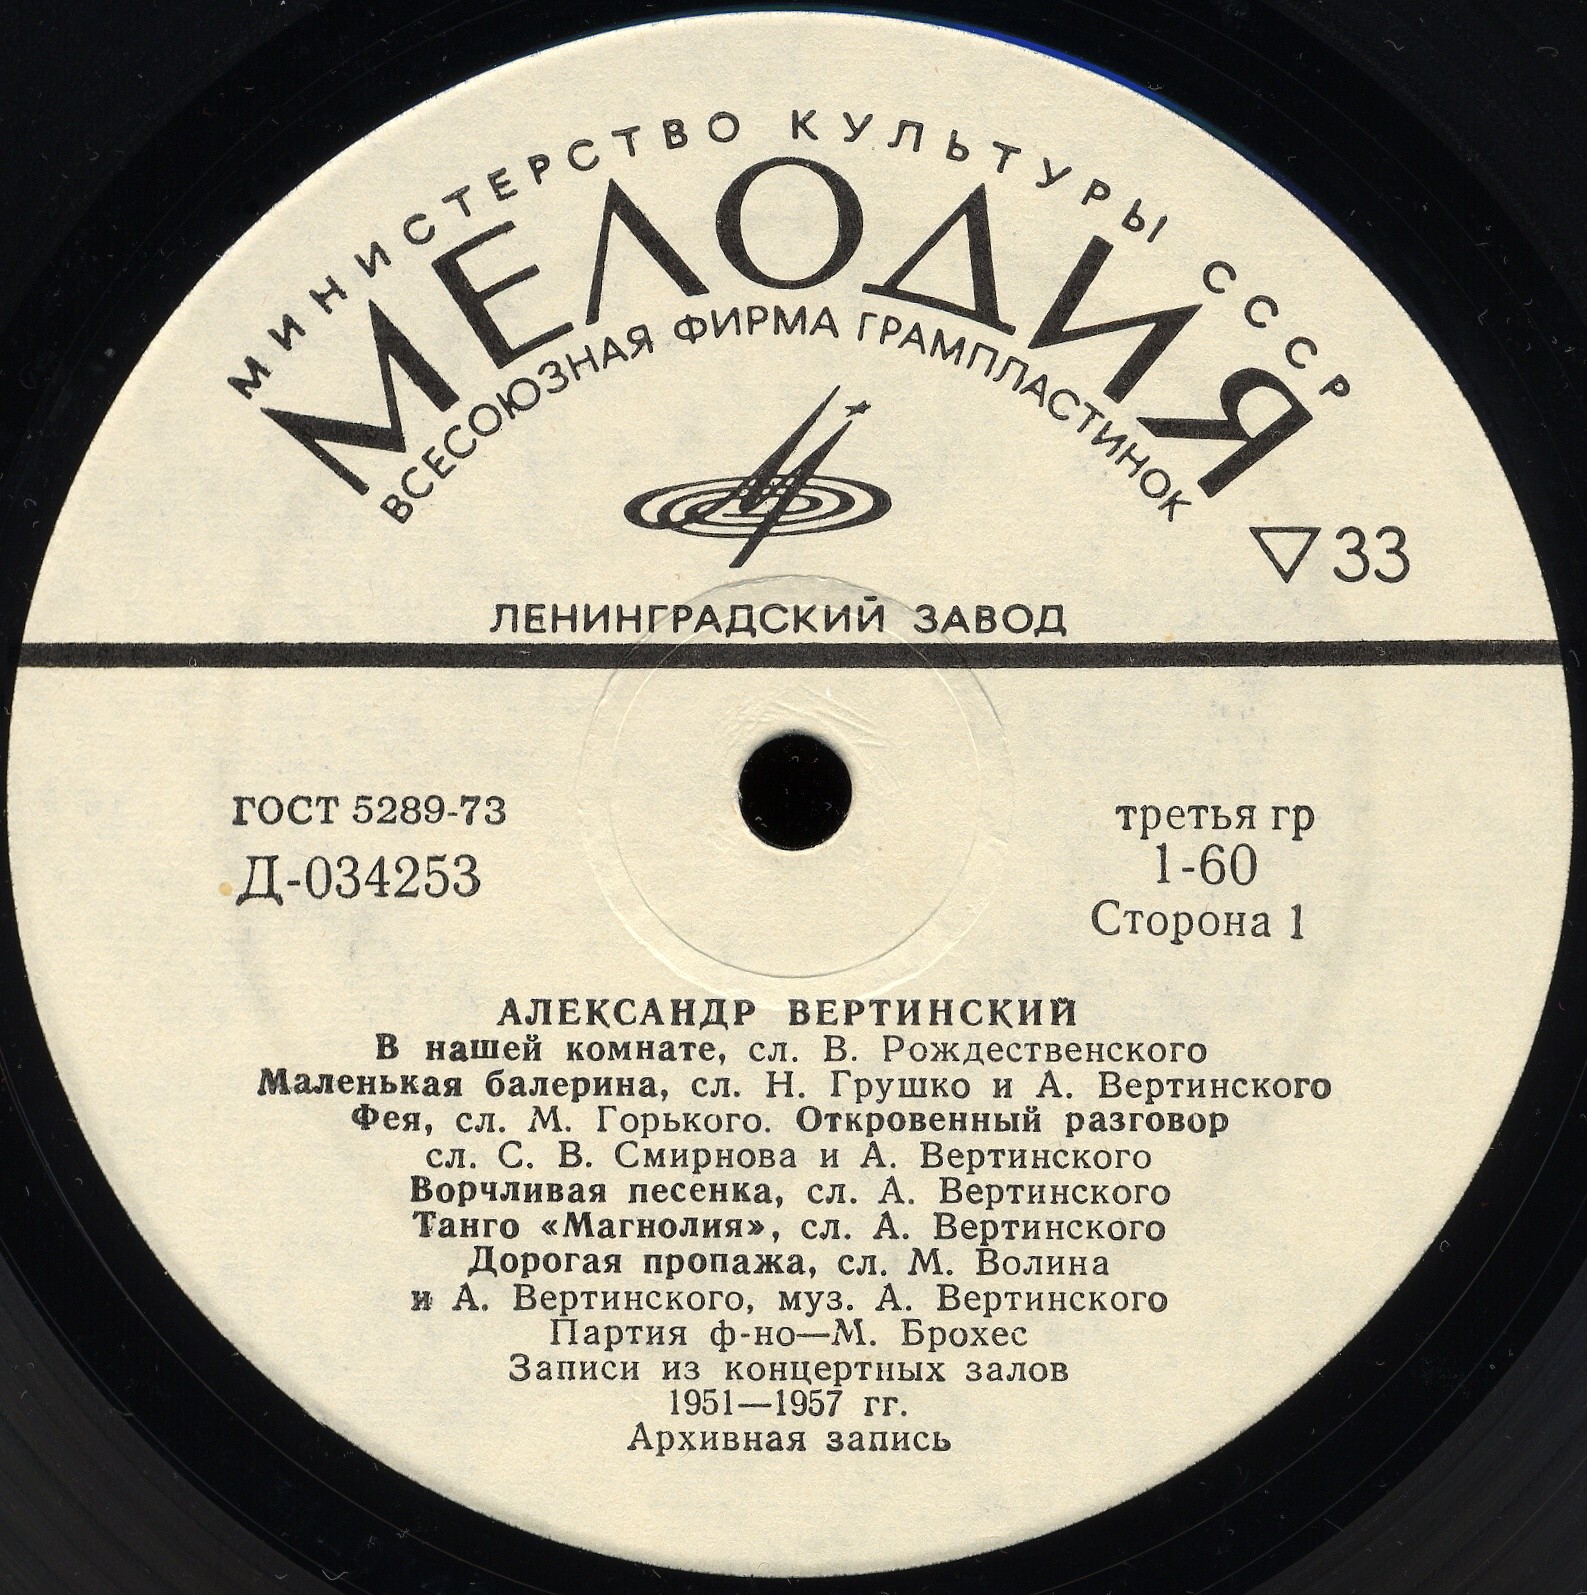 МИНИСТЕРСТВО КУЛЬТУРЫ СССР
МЕЛОДИЯ
ВСЕСОЮЗНАЯ ФИРМА ГРАМПЛАСТИНОК
▽33
ЛЕНИНГРАДСКИЙ ЗАВОД
ГОСТ 5289-73
Д-034253
третья гр
1-60
Сторона 1
АЛЕКСАНДР ВЕРТИНСКИЙ
В нашей комнате, сл. В. Рождественского
Маленькая балерина, сл. Н. Грушко и А. Вертинского
Фея, сл. М. Горького. Откровенный разговор
сл. С. В. Смирнова и А. Вертинского
Ворчливая песенка, сл. А. Вертинского
Танго «Магнолия», сл. А. Вертинского
Дорогая пропажа, сл. М. Волина
и А. Вертинского, муз. А. Вертинского
Партия ф-но—М. Брохес
Записи из концертных залов
1951—1957 гг.
Архивная запись